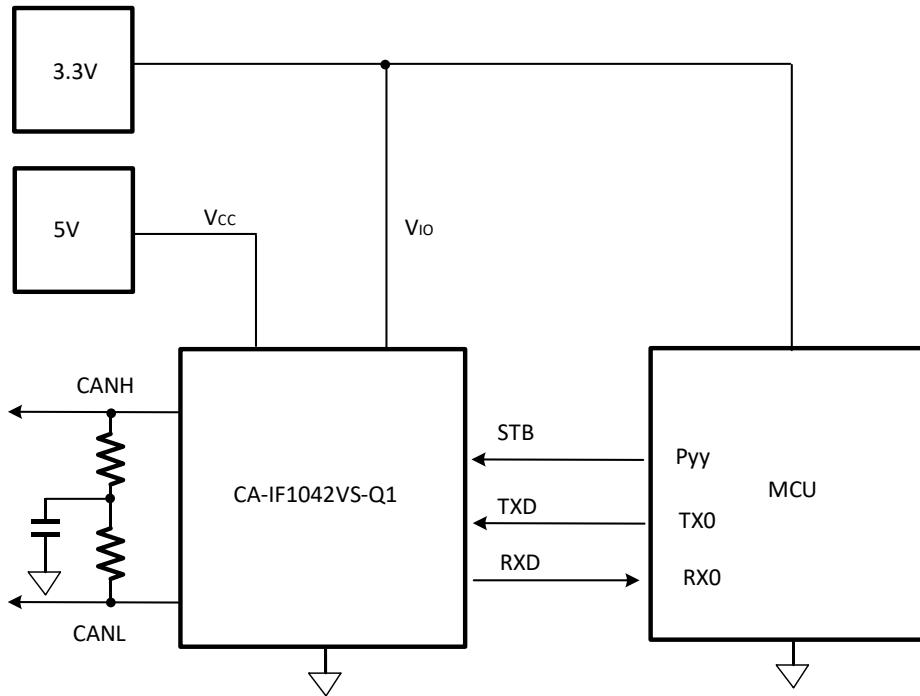 3.3V
5V
VCC
VIO
CANH
STB
Pyy
CA-IF1042VS-Q1
MCU
TXD
TX0
RXD
RX0
CANL